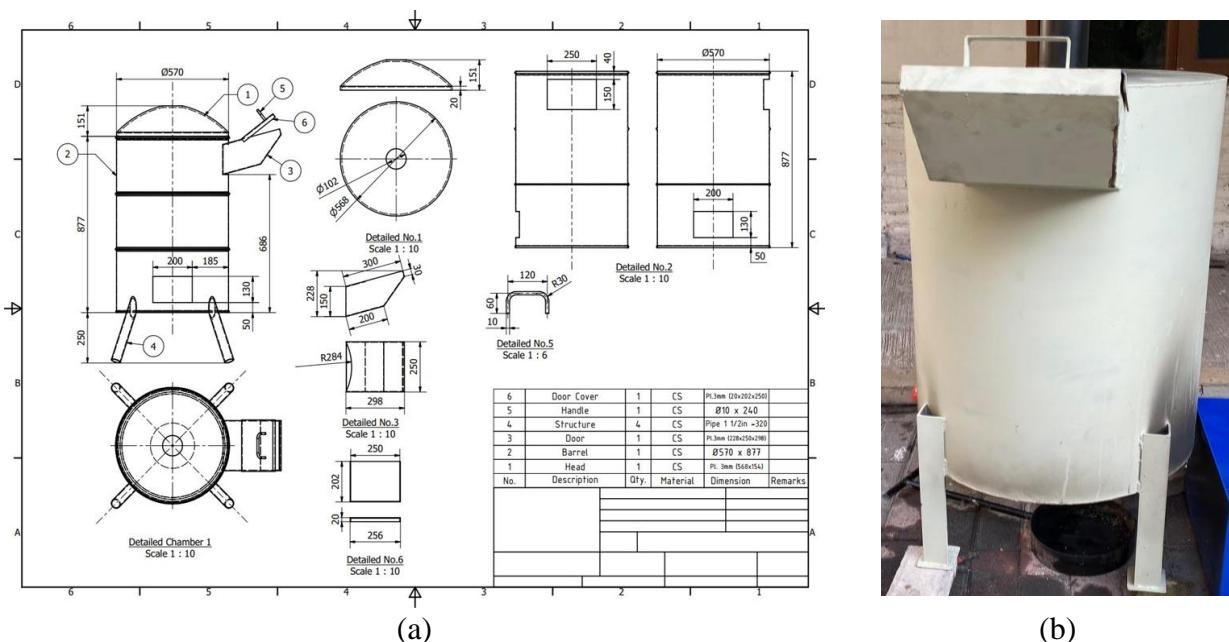 6 5 4 3 2 1
D
C
B
A
Ø570
151
877
250
200
185
130
50
686
1
5
6
2
3
4
151
20
Ø102
Ø568
Detailed No.1
Scale 1 : 10
250
40
150
Ø570
877
200
130
50
Detailed No.2
Scale 1 : 10
300
30
228
150
200
R284
250
298
Detailed No.3
Scale 1 : 10
120
R30
60
10
Detailed No.5
Scale 1 : 6
250
202
20
256
Detailed No.6
Scale 1 : 10
Detailed Chamber 1
Scale 1 : 10
6 Door Cover 1 CS Pl.3mm (20x202x250)
5 Handle 1 CS Ø10 x 240
4 Structure 4 CS Pipe 1 1/2in ~320
3 Door 1 CS Pl.3mm (228x250x298)
2 Barrel 1 CS Ø570 x 877
1 Head 1 CS Pl. 3mm (568x154)
No. Description Qty. Material Dimension Remarks
D
C
B
A
6 5 4 3 2 1
(a) (b)